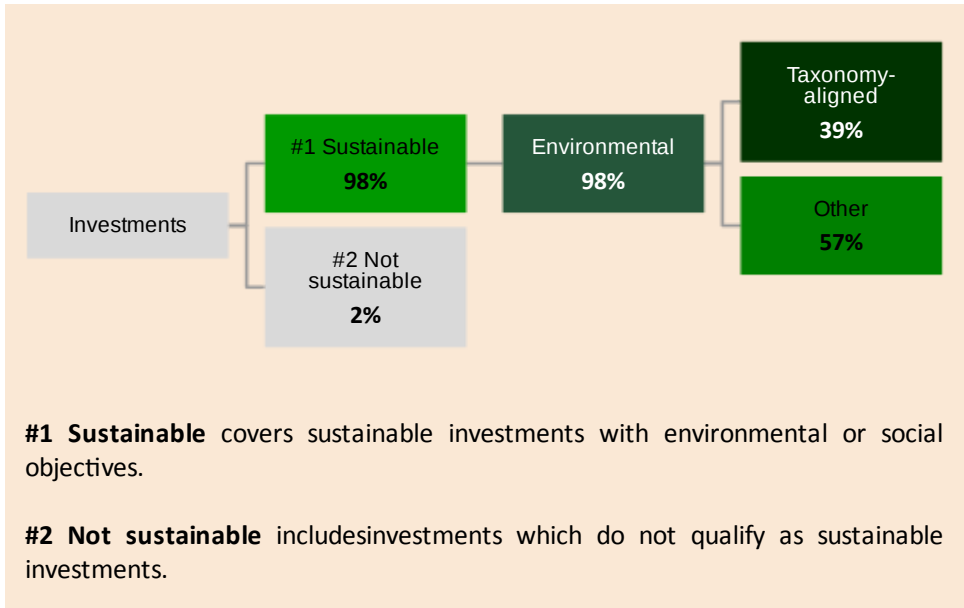 Investments
#1 Sustainable
98%
#2 Not
sustainable
2%
Environmental
98%
Taxonomy-
aligned
39%
Other
57%
#1 Sustainable covers sustainable investments with environmental or social
objectives.
#2 Not sustainable includesinvestments which do not qualify as sustainable
investments.